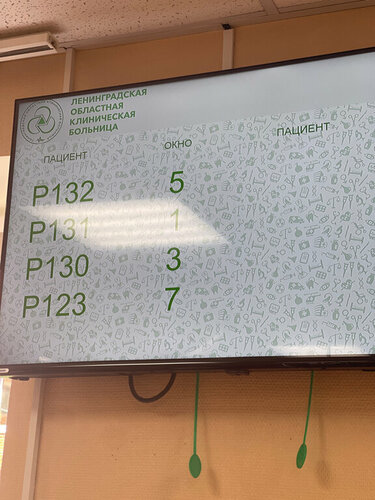 ЛЕНИНГРАДСКАЯ
ОБЛАСТНАЯ
КЛИНИЧЕСКАЯ
БОЛЬНИЦА
ПАЦИЕНТ ОКНО ПАЦИЕНТ
Р132 5
Р131 1
Р130 3
Р123 7